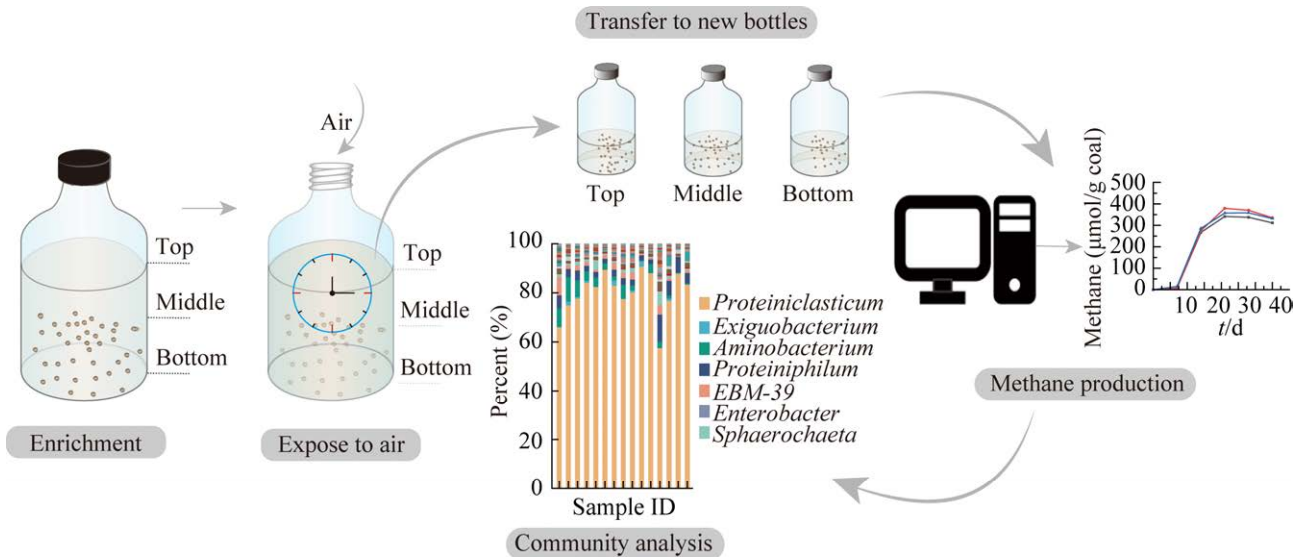 Transfer to new bottles
Air
Top
Middle
Bottom
Top
Middle
Bottom
Top Middle Bottom
Enrichment
Expose to air
Percent (%)
100
80
60
40
20
0
Sample ID
Proteiniclasticum
Exiguobacterium
Aminobacterium
Proteiniphilum
EBM-39
Enterobacter
Sphaerochaeta
Community analysis
Methane (μmol/g coal)
500
400
300
200
100
0
10 20 30 40
t/d
Methane production